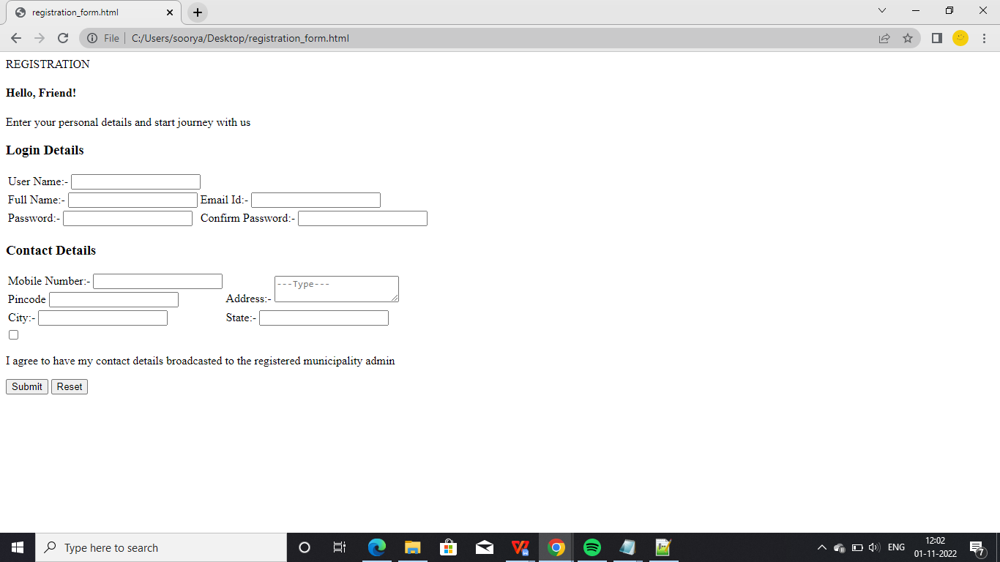 registration_form.html
File
C:/Users/soorya/Desktop/registration_form.html
REGISTRATION
Hello, Friend!
Enter your personal details and start journey with us
Login Details
User Name:-
Full Name:- Email Id:-
Password:- Confirm Password:-
Contact Details
Mobile Number:-
---Type---
Pincode Address:-
City:- State:-
I agree to have my contact details broadcasted to the registered municipality admin
Submit Reset
Type here to search
ENG
12:02
01-11-2022
7